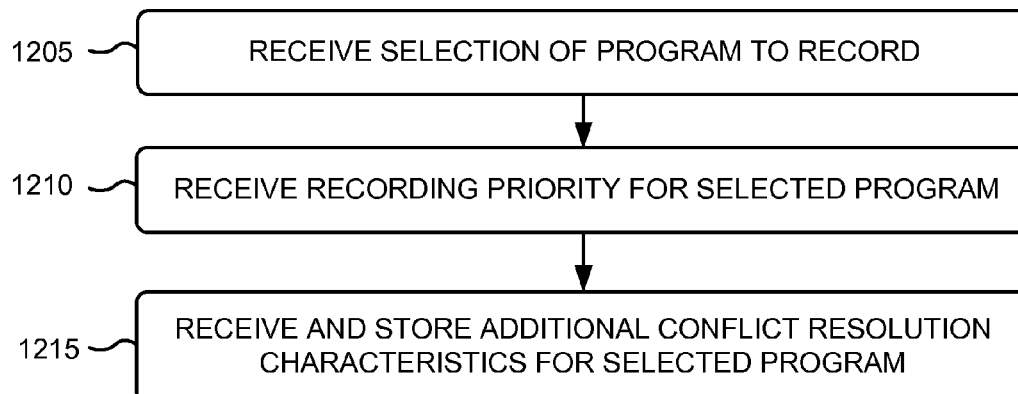 1205 RECEIVE SELECTION OF PROGRAM TO RECORD
1210 RECEIVE RECORDING PRIORITY FOR SELECTED PROGRAM
1215 RECEIVE AND STORE ADDITIONAL CONFLICT RESOLUTION
CHARACTERISTICS FOR SELECTED PROGRAM